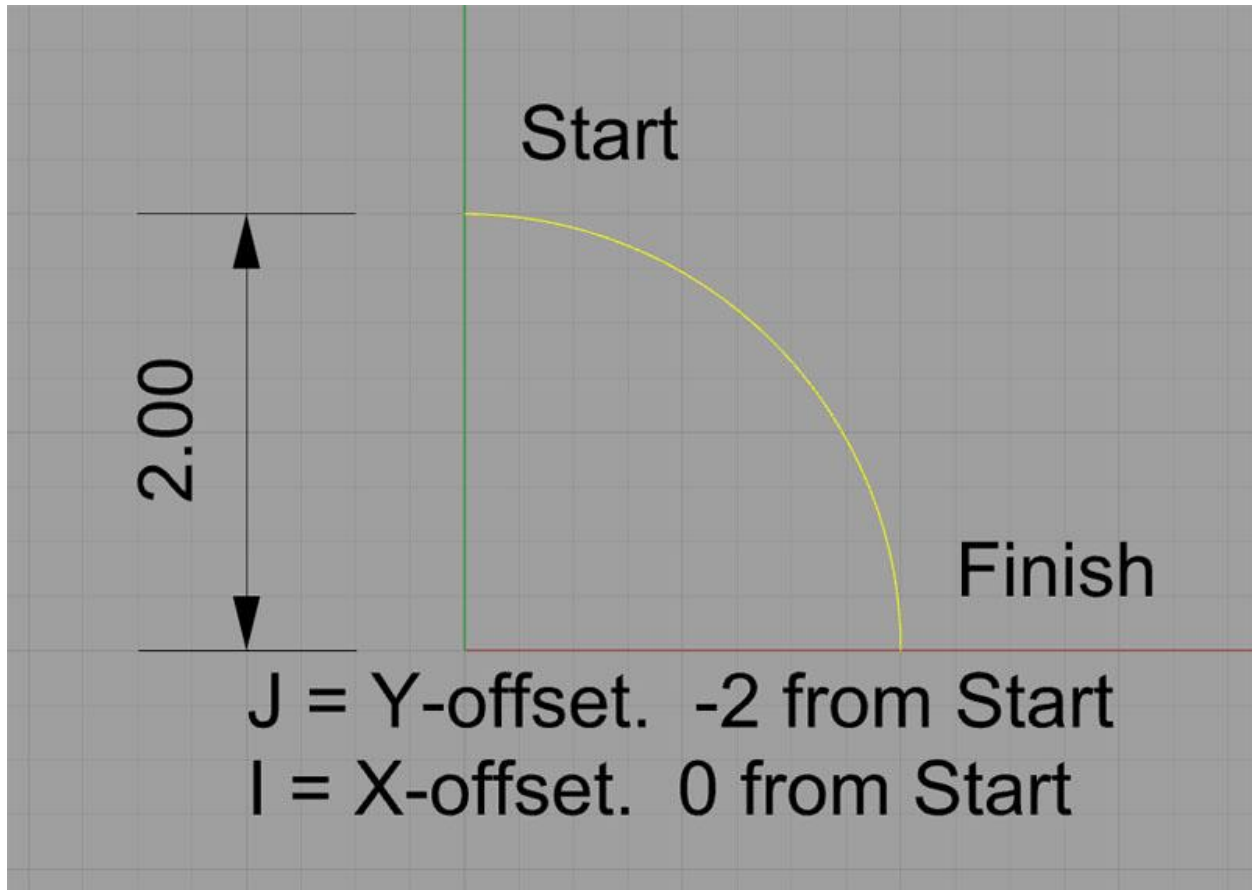 Start
2.00
Finish
J = Y-offset.  -2 from Start
I = X-offset.  0 from Start